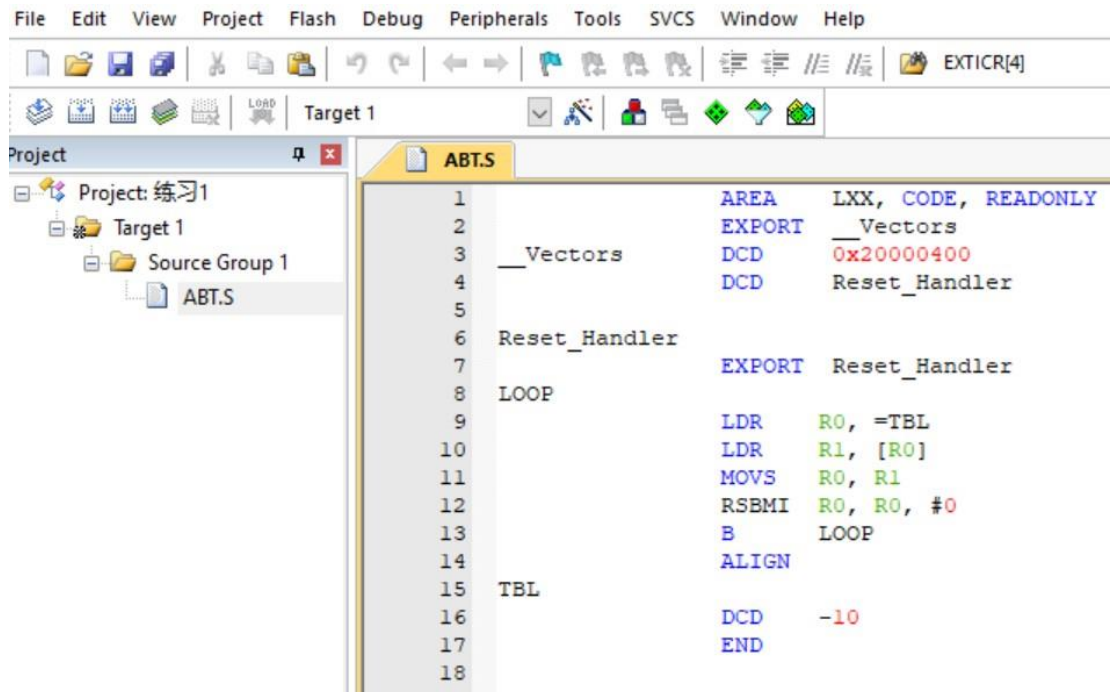 File Edit View Project Flash Debug Peripherals Tools SVCS Window Help
EXTICR[4]
LOAD Target 1
Project
ABT.S
Project: 练习1
Target 1
Source Group 1
ABT.S
1 AREA LXX, CODE, READONLY
2 EXPORT __Vectors
3 __Vectors DCD 0x20000400
4 DCD Reset_Handler
5
6 Reset_Handler
7 EXPORT Reset_Handler
8 LOOP
9 LDR R0, =TBL
10 LDR R1, [R0]
11 MOVS R0, R1
12 RSBMI R0, R0, #0
13 B LOOP
14 ALIGN
15 TBL
16 DCD -10
17 END
18